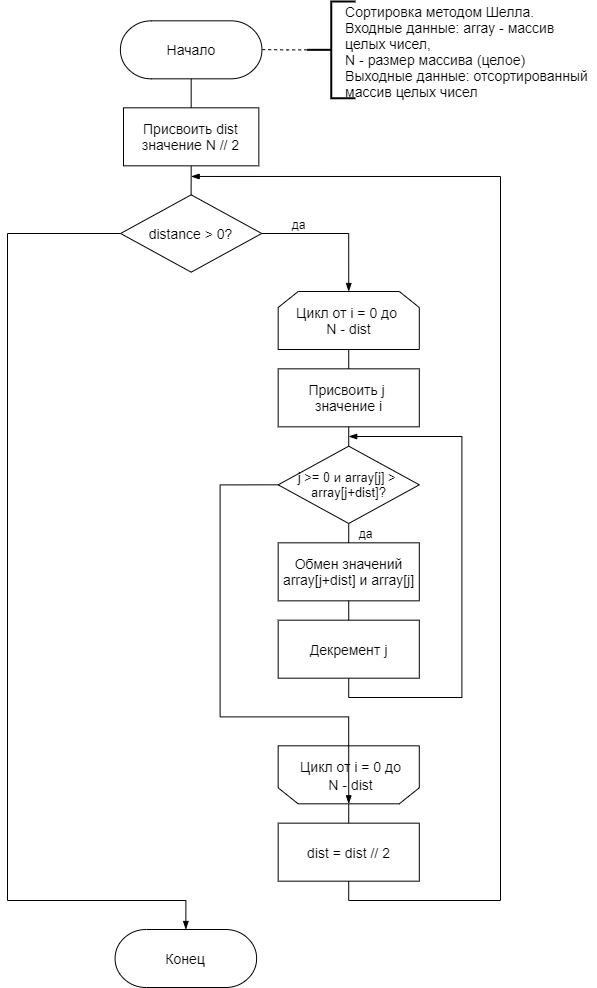 Сортировка методом Шелла.
Входные данные: array - массив
целых чисел,
N - размер массива (целое)
Выходные данные: отсортированный
массив целых чисел
Начало
Присвоить dist
значение N // 2
distance > 0?
да
Цикл от i = 0 до
N - dist
Присвоить j
значение i
j >= 0 и array[j] >
array[j+dist]?
да
Обмен значений
array[j+dist] и array[j]
Декремент j
Цикл от i = 0 до
N - dist
dist = dist // 2
Конец